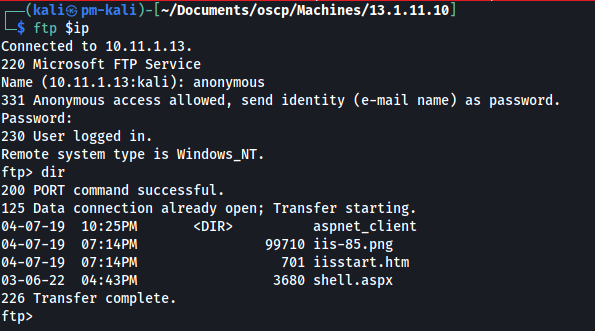 (kali㉿pm-kali)-[~/Documents/oscp/Machines/13.1.11.10]
$ ftp $ip
Connected to 10.11.1.13.
220 Microsoft FTP Service
Name (10.11.1.13:kali): anonymous
331 Anonymous access allowed, send identity (e-mail name) as password.
Password:
230 User logged in.
Remote system type is Windows_NT.
ftp> dir
200 PORT command successful.
125 Data connection already open; Transfer starting.
04-07-19  10:25PM       <DIR>          aspnet_client
04-07-19  07:14PM                99710 iis-85.png
04-07-19  07:14PM                  701 iisstart.htm
03-06-22  04:43PM                 3680 shell.aspx
226 Transfer complete.
ftp>